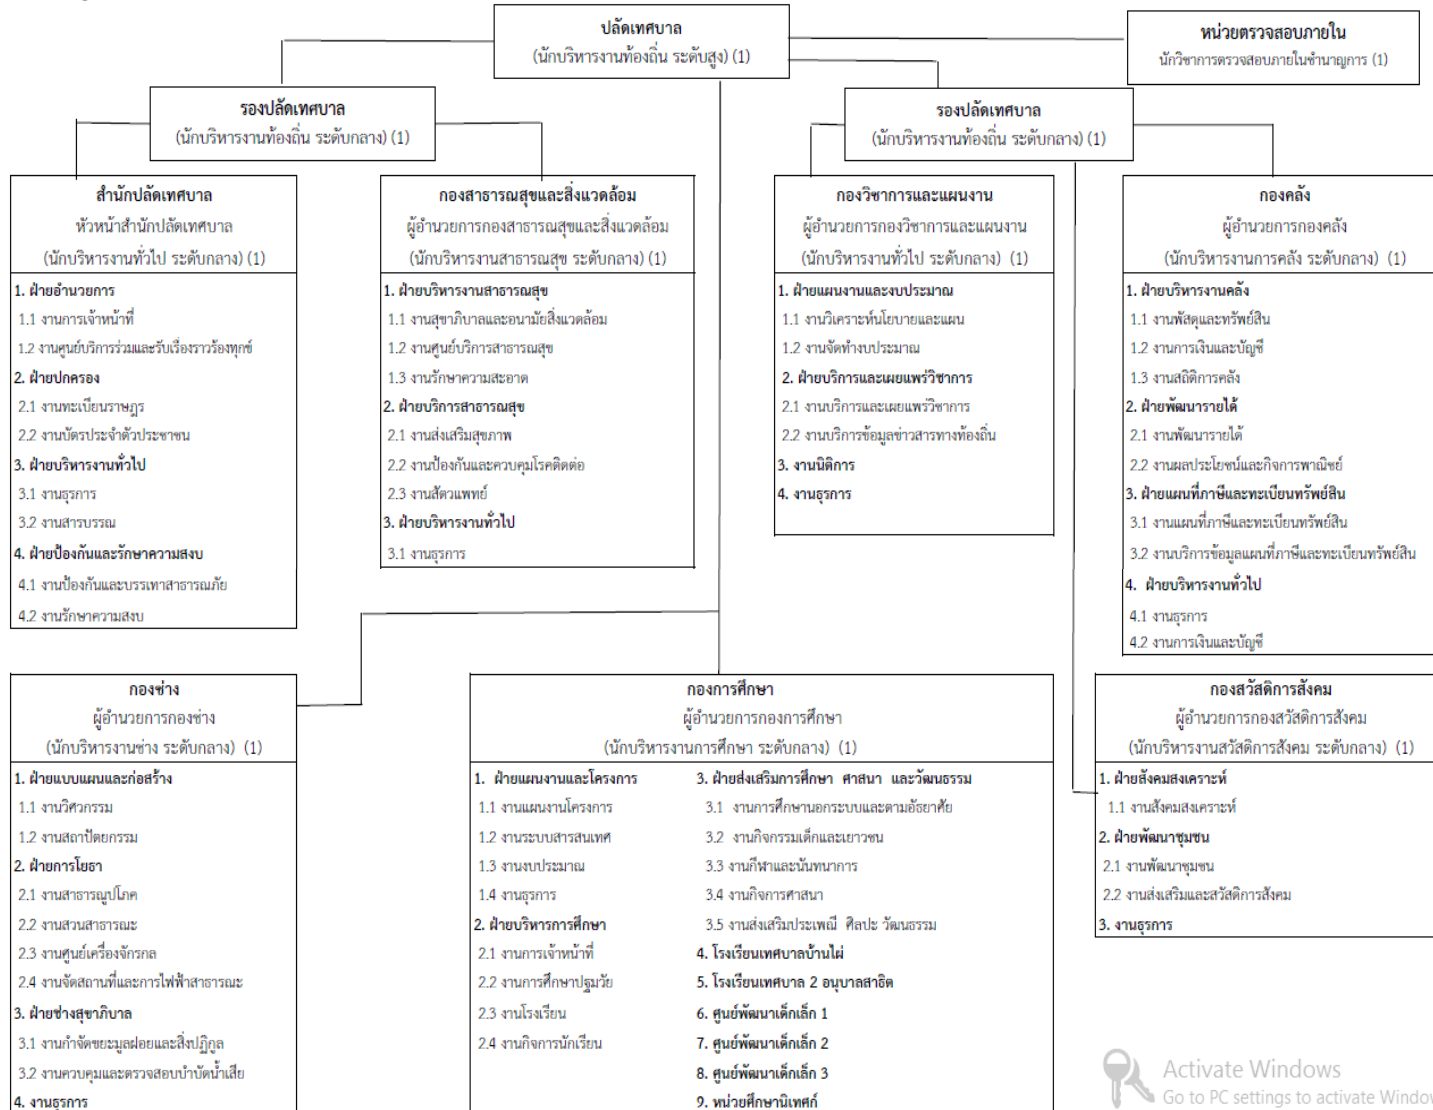 ปลัดเทศบาล
(นักบริหารงานท้องถิ่น ระดับสูง) (1)
หน่วยตรวจสอบภายใน
นักวิชาการตรวจสอบภายในชำนาญการ (1)
รองปลัดเทศบาล
(นักบริหารงานท้องถิ่น ระดับกลาง) (1)
รองปลัดเทศบาล
(นักบริหารงานท้องถิ่น ระดับกลาง) (1)
สำนักปลัดเทศบาล
หัวหน้าสำนักปลัดเทศบาล
(นักบริหารงานทั่วไป ระดับกลาง) (1)
1. ฝ่ายอำนวยการ
1.1 งานการเจ้าหน้าที่
1.2 งานศูนย์บริการร่วมและรับเรื่องราวร้องทุกข์
2. ฝ่ายปกครอง
2.1 งานทะเบียนราษฎร
2.2 งานบัตรประจำตัวประชาชน
3. ฝ่ายบริหารงานทั่วไป
3.1 งานธุรการ
3.2 งานสารบรรณ
4. ฝ่ายป้องกันและรักษาความสงบ
4.1 งานป้องกันและบรรเทาสาธารณภัย
4.2 งานรักษาความสงบ
กองสาธารณสุขและสิ่งแวดล้อม
ผู้อำนวยการกองสาธารณสุขและสิ่งแวดล้อม
(นักบริหารงานสาธารณสุข ระดับกลาง) (1)
1. ฝ่ายบริหารงานสาธารณสุข
1.1 งานสุขาภิบาลและอนามัยสิ่งแวดล้อม
1.2 งานศูนย์บริการสาธารณสุข
1.3 งานรักษาความสะอาด
2. ฝ่ายบริการสาธารณสุข
2.1 งานส่งเสริมสุขภาพ
2.2 งานป้องกันและควบคุมโรคติดต่อ
2.3 งานสัตวแพทย์
3. ฝ่ายบริหารงานทั่วไป
3.1 งานธุรการ
กองวิชาการและแผนงาน
ผู้อำนวยการกองวิชาการและแผนงาน
(นักบริหารงานทั่วไป ระดับกลาง) (1)
1. ฝ่ายแผนงานและงบประมาณ
1.1 งานวิเคราะห์นโยบายและแผน
1.2 งานจัดทำงบประมาณ
2. ฝ่ายบริการและเผยแพร่วิชาการ
2.1 งานบริการและเผยแพร่วิชาการ
2.2 งานบริการข้อมูลข่าวสารทางท้องถิ่น
3. งานนิติการ
4. งานธุรการ
กองคลัง
ผู้อำนวยการกองคลัง
(นักบริหารงานการคลัง ระดับกลาง) (1)
1. ฝ่ายบริหารงานคลัง
1.1 งานพัสดุและทรัพย์สิน
1.2 งานการเงินและบัญชี
1.3 งานสถิติการคลัง
2. ฝ่ายพัฒนารายได้
2.1 งานพัฒนารายได้
2.2 งานผลประโยชน์และกิจการพาณิชย์
3. ฝ่ายแผนที่ภาษีและทะเบียนทรัพย์สิน
3.1 งานแผนที่ภาษีและทะเบียนทรัพย์สิน
3.2 งานบริการข้อมูลแผนที่ภาษีและทะเบียนทรัพย์สิน
4. ฝ่ายบริหารงานทั่วไป
4.1 งานธุรการ
4.2 งานการเงินและบัญชี
กองช่าง
ผู้อำนวยการกองช่าง
(นักบริหารงานช่าง ระดับกลาง) (1)
1. ฝ่ายแบบแผนและก่อสร้าง
1.1 งานวิศวกรรม
1.2 งานสถาปัตยกรรม
2. ฝ่ายการโยธา
2.1 งานสาธารณูปโภค
2.2 งานสวนสาธารณะ
2.3 งานศูนย์เครื่องจักรกล
2.4 งานจัดสถานที่และการไฟฟ้าสาธารณะ
3. ฝ่ายช่างสุขาภิบาล
3.1 งานกำจัดขยะมูลฝอยและสิ่งปฏิกูล
3.2 งานควบคุมและตรวจสอบบำบัดน้ำเสีย
4. งานธุรการ
กองการศึกษา
ผู้อำนวยการกองการศึกษา
(นักบริหารงานการศึกษา ระดับกลาง) (1)
1. ฝ่ายแผนงานและโครงการ
1.1 งานแผนงานโครงการ
1.2 งานระบบสารสนเทศ
1.3 งานงบประมาณ
1.4 งานธุรการ
2. ฝ่ายบริหารการศึกษา
2.1 งานการเจ้าหน้าที่
2.2 งานการศึกษาปฐมวัย
2.3 งานโรงเรียน
2.4 งานกิจการนักเรียน
3. ฝ่ายส่งเสริมการศึกษา ศาสนา และวัฒนธรรม
3.1 งานการศึกษานอกระบบและตามอัธยาศัย
3.2 งานกิจกรรมเด็กและเยาวชน
3.3 งานกีฬาและนันทนาการ
3.4 งานกิจการศาสนา
3.5 งานส่งเสริมประเพณี ศิลปะ วัฒนธรรม
4. โรงเรียนเทศบาลบ้านไผ่
5. โรงเรียนเทศบาล 2 อนุบาลสาธิต
6. ศูนย์พัฒนาเด็กเล็ก 1
7. ศูนย์พัฒนาเด็กเล็ก 2
8. ศูนย์พัฒนาเด็กเล็ก 3
9. หน่วยศึกษานิเทศก์
กองสวัสดิการสังคม
ผู้อำนวยการกองสวัสดิการสังคม
(นักบริหารงานสวัสดิการสังคม ระดับกลาง) (1)
1. ฝ่ายสังคมสงเคราะห์
1.1 งานสังคมสงเคราะห์
2. ฝ่ายพัฒนาชุมชน
2.1 งานพัฒนาชุมชน
2.2 งานส่งเสริมและสวัสดิการสังคม
3. งานธุรการ
Activate Windows
Go to PC settings to activate Window